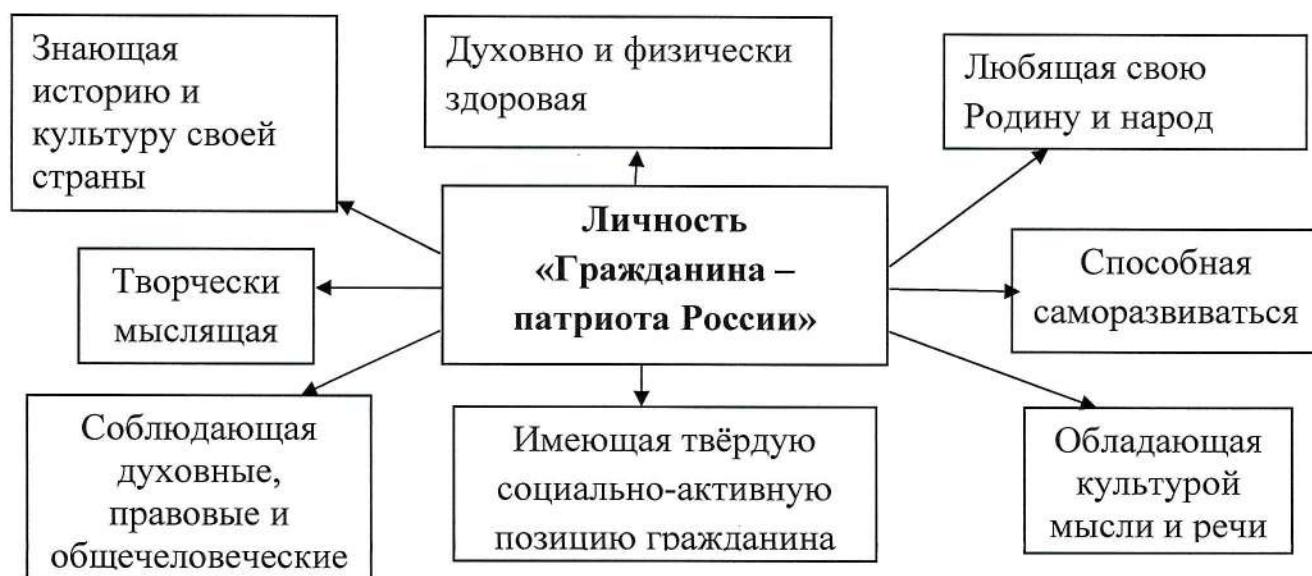 Знающая
историю и
культуру своей
страны
Духовно и физически
здоровая
Любящая свою
Родину и народ
Личность
«Гражданина –
патриота России»
Творчески
мыслящая
Способная
саморазвиваться
Соблюдающая
духовные,
правовые и
общечеловеческие
Имеющая твёрдую
социально-активную
позицию гражданина
Обладающая
культурой
мысли и речи